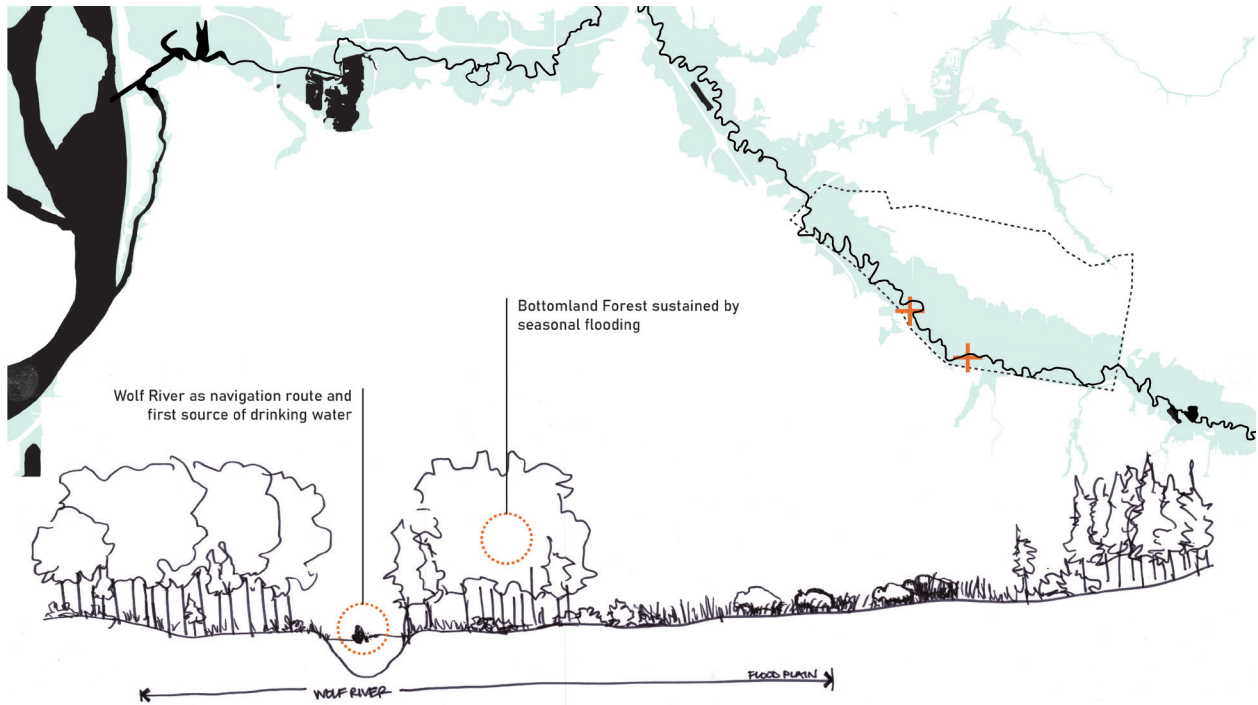 Bottomland Forest sustained by
seasonal flooding
Wolf River as navigation route and
first source of drinking water
FLOOD PLAIN
WOLF RIVER